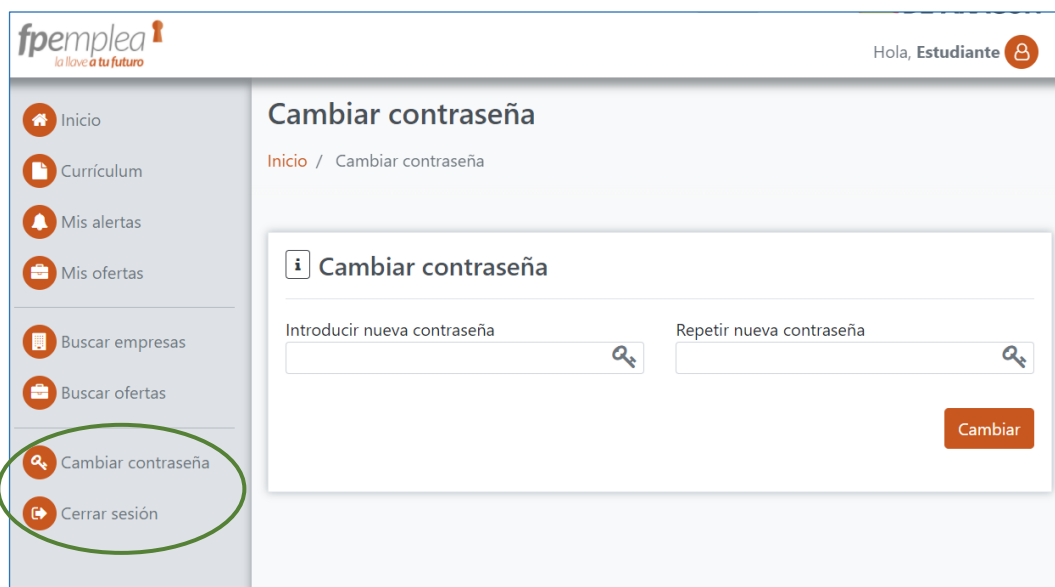 fpemplea
la llave a tu futuro
Hola, Estudiante
Inicio
Currículum
Mis alertas
Mis ofertas
Buscar empresas
Buscar ofertas
Cambiar contraseña
Cerrar sesión
Cambiar contraseña
Inicio / Cambiar contraseña
i Cambiar contraseña
Introducir nueva contraseña
Repetir nueva contraseña
Cambiar